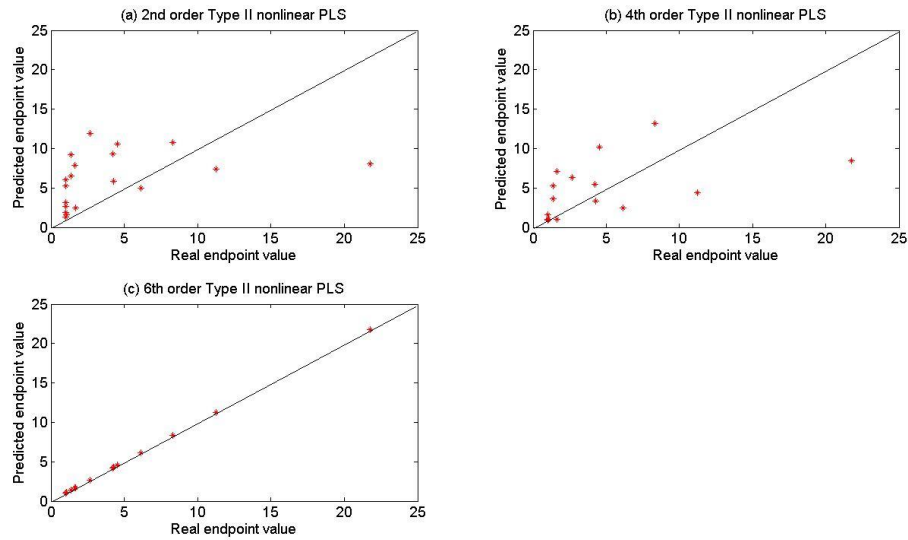 (a) 2nd order Type II nonlinear PLS
25
20
15
10
5
0
0 5 10 15 20 25
Predicted endpoint value
Real endpoint value
(b) 4th order Type II nonlinear PLS
25
20
15
10
5
0
0 5 10 15 20 25
Predicted endpoint value
Real endpoint value
(c) 6th order Type II nonlinear PLS
25
20
15
10
5
0
0 5 10 15 20 25
Predicted endpoint value
Real endpoint value